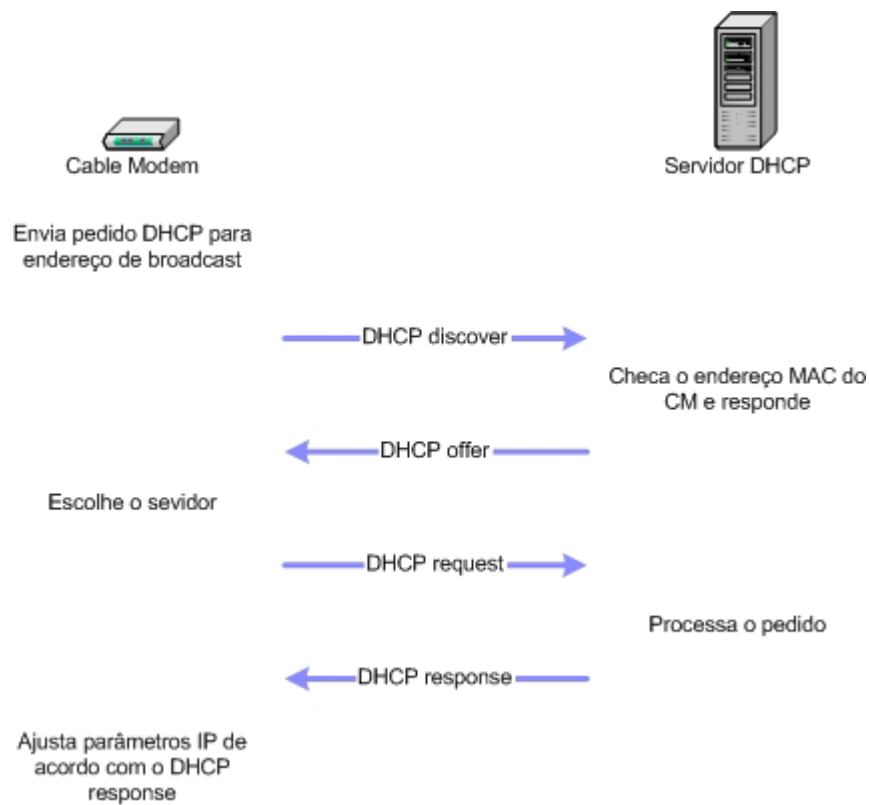 Cable Modem
Servidor DHCP
Envia pedido DHCP para
endereço de broadcast
DHCP discover
Checa o endereço MAC do
CM e responde
DHCP offer
Escolhe o sevidor
DHCP request
Processa o pedido
DHCP response
Ajusta parâmetros IP de
acordo com o DHCP
response